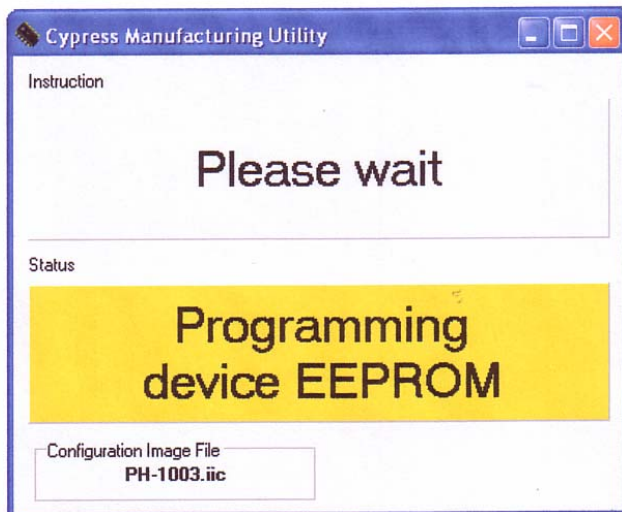 Cypress Manufacturing Utility
Instruction
Please wait
Status
Programming
device EEPROM
Configuration Image File
PH-1003.iic